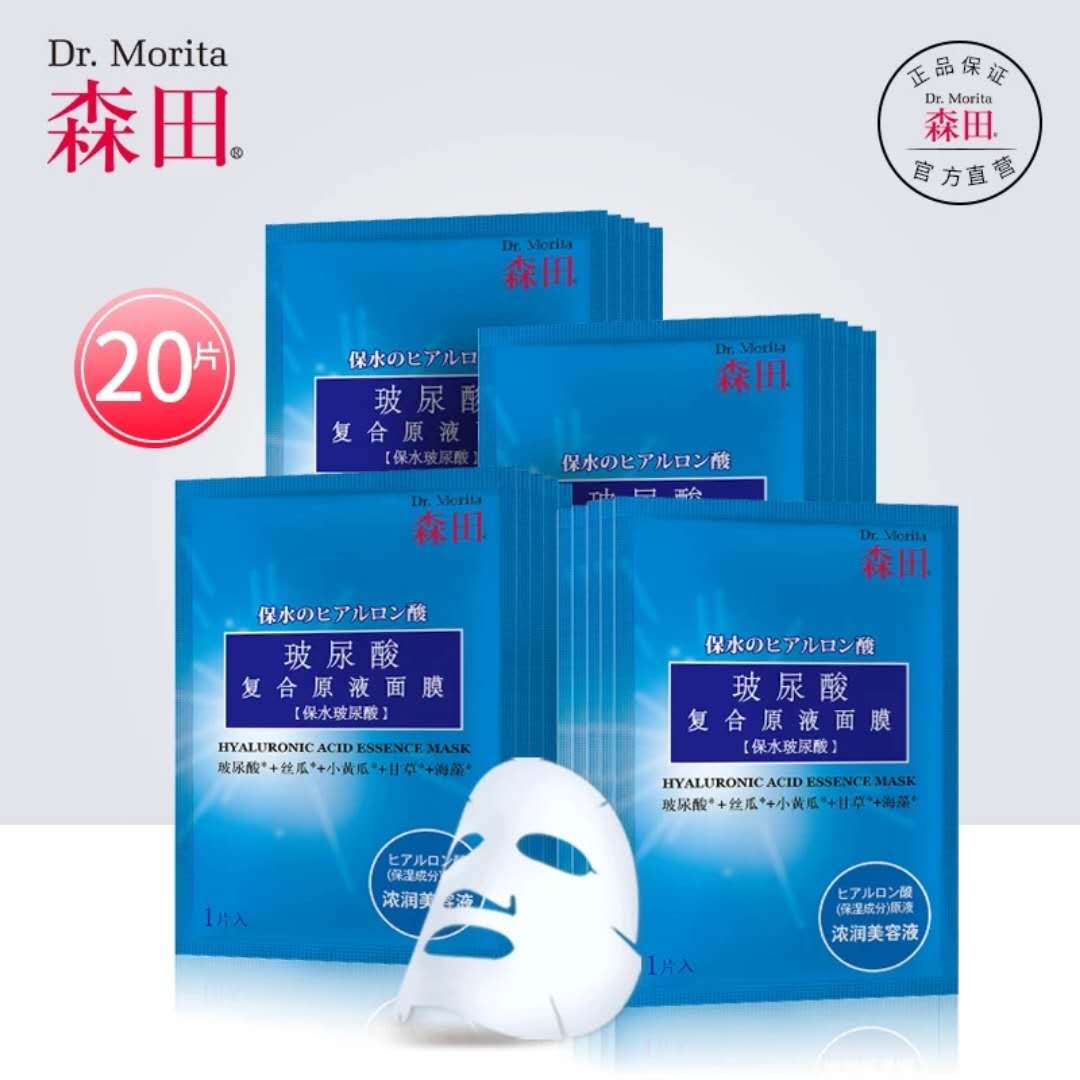 Dr. Morita
森田®
正品保证
Dr. Morita
森田®
官方直营
20片
Dr. Morita
森田
保水のヒアルロ
玻尿酸
复合原液
【保水玻尿酸】
Dr. Morita
森田
保水のヒアルロン酸
玻尿酸
Dr. Morita
森田
保水のヒアルロン酸
玻尿酸
复合原液面膜
【保水玻尿酸】
HYALURONIC ACID ESSENCE MASK
玻尿酸*+丝瓜*+小黄瓜*+甘草*+海藻*
ヒアルロン
(保湿成分)
浓润美容液
1片入
Dr. Morita
森田
保水のヒアルロン酸
玻尿酸
复合原液面膜
【保水玻尿酸】
HYALURONIC ACID ESSENCE MASK
玻尿酸*+丝瓜*+小黄瓜*+甘草*+海藻*
ヒアルロン酸
(保湿成分)原液
浓润美容液
1片入